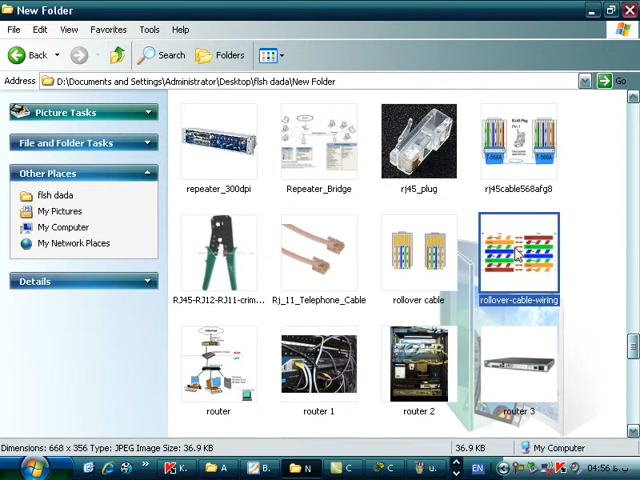 New Folder
File Edit View Favorites Tools Help
Back Search Folders
Address D:\Documents and Settings\Administrator\Desktop\flsh dada\New Folder Go
Picture Tasks
File and Folder Tasks
Other Places
flsh dada
My Pictures
My Computer
My Network Places
Details
repeater_300dpi Repeater_Bridge rj45_plug rj45cable568afg8
RJ45-RJ12-RJ11-crim... Rj_11_Telephone_Cable rollover cable rollover-cable-wiring
router router 1 router 2 router 3
Dimensions: 668 x 356 Type: JPEG Image Size: 36.9 KB 36.9 KB My Computer
K. A B. N C C u. EN 04:56